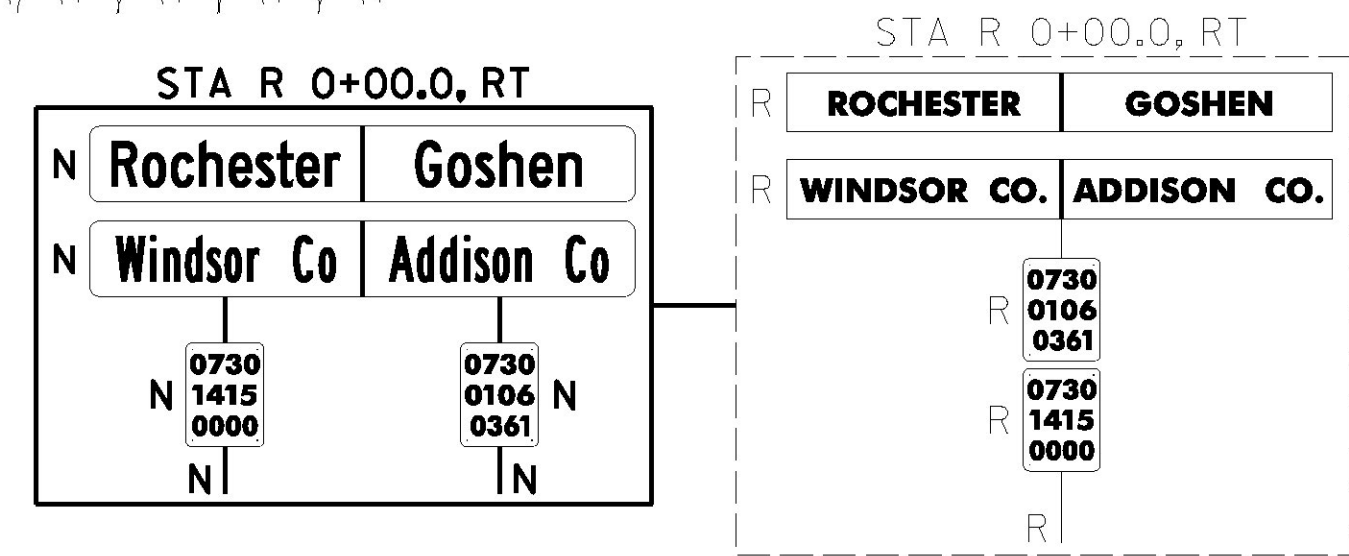 STA R 0+00.0, RT
N Rochester Goshen
N Windsor Co Addison Co
N 0730 1415 0000
0730 0106 0361 N
N N
STA R 0+00.0, RT
R ROCHESTER GOSHEN
R WINDSOR CO. ADDISON CO.
0730
R 0106
0361
0730
R 1415
0000
R